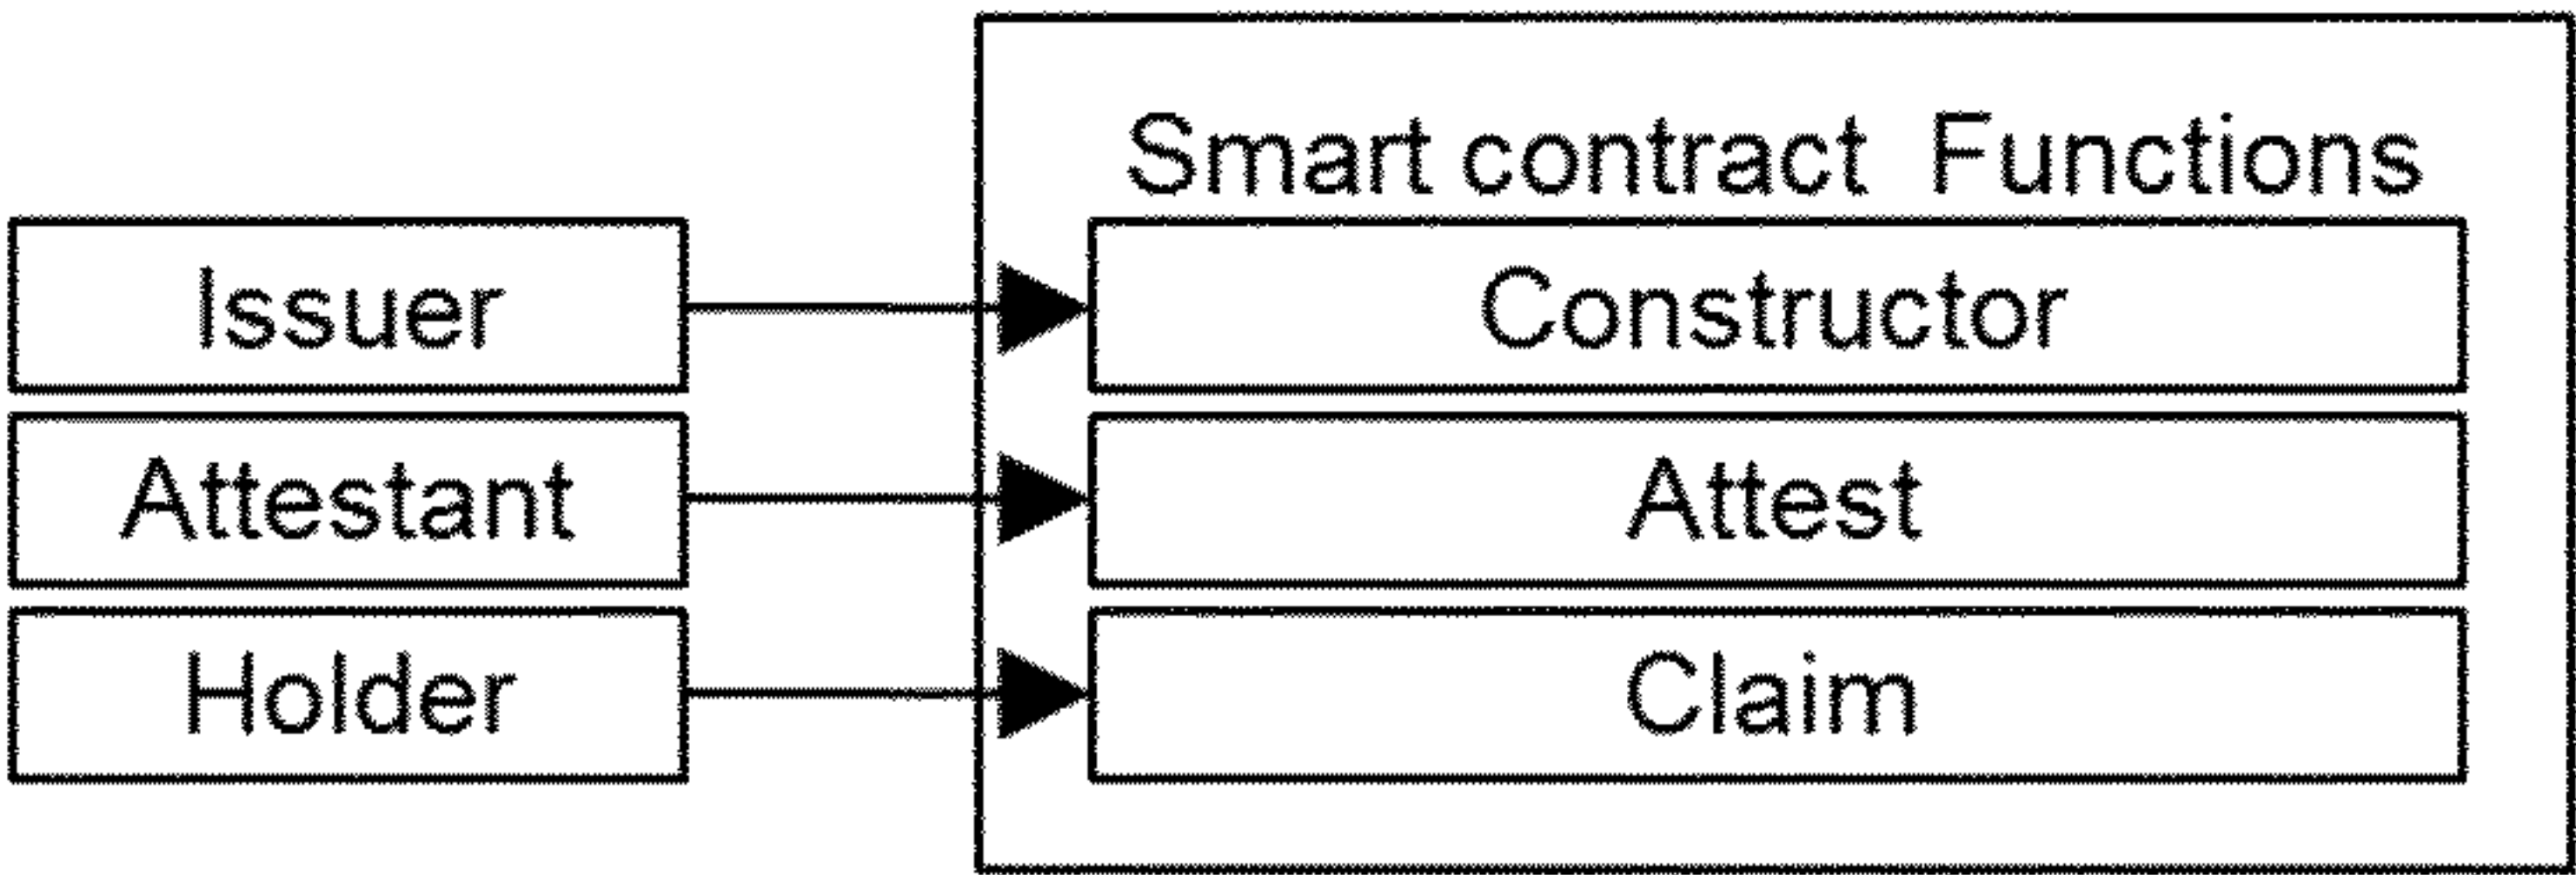 Smart contract Functions
Issuer
Constructor
Attestant
Attest
Holder
Claim